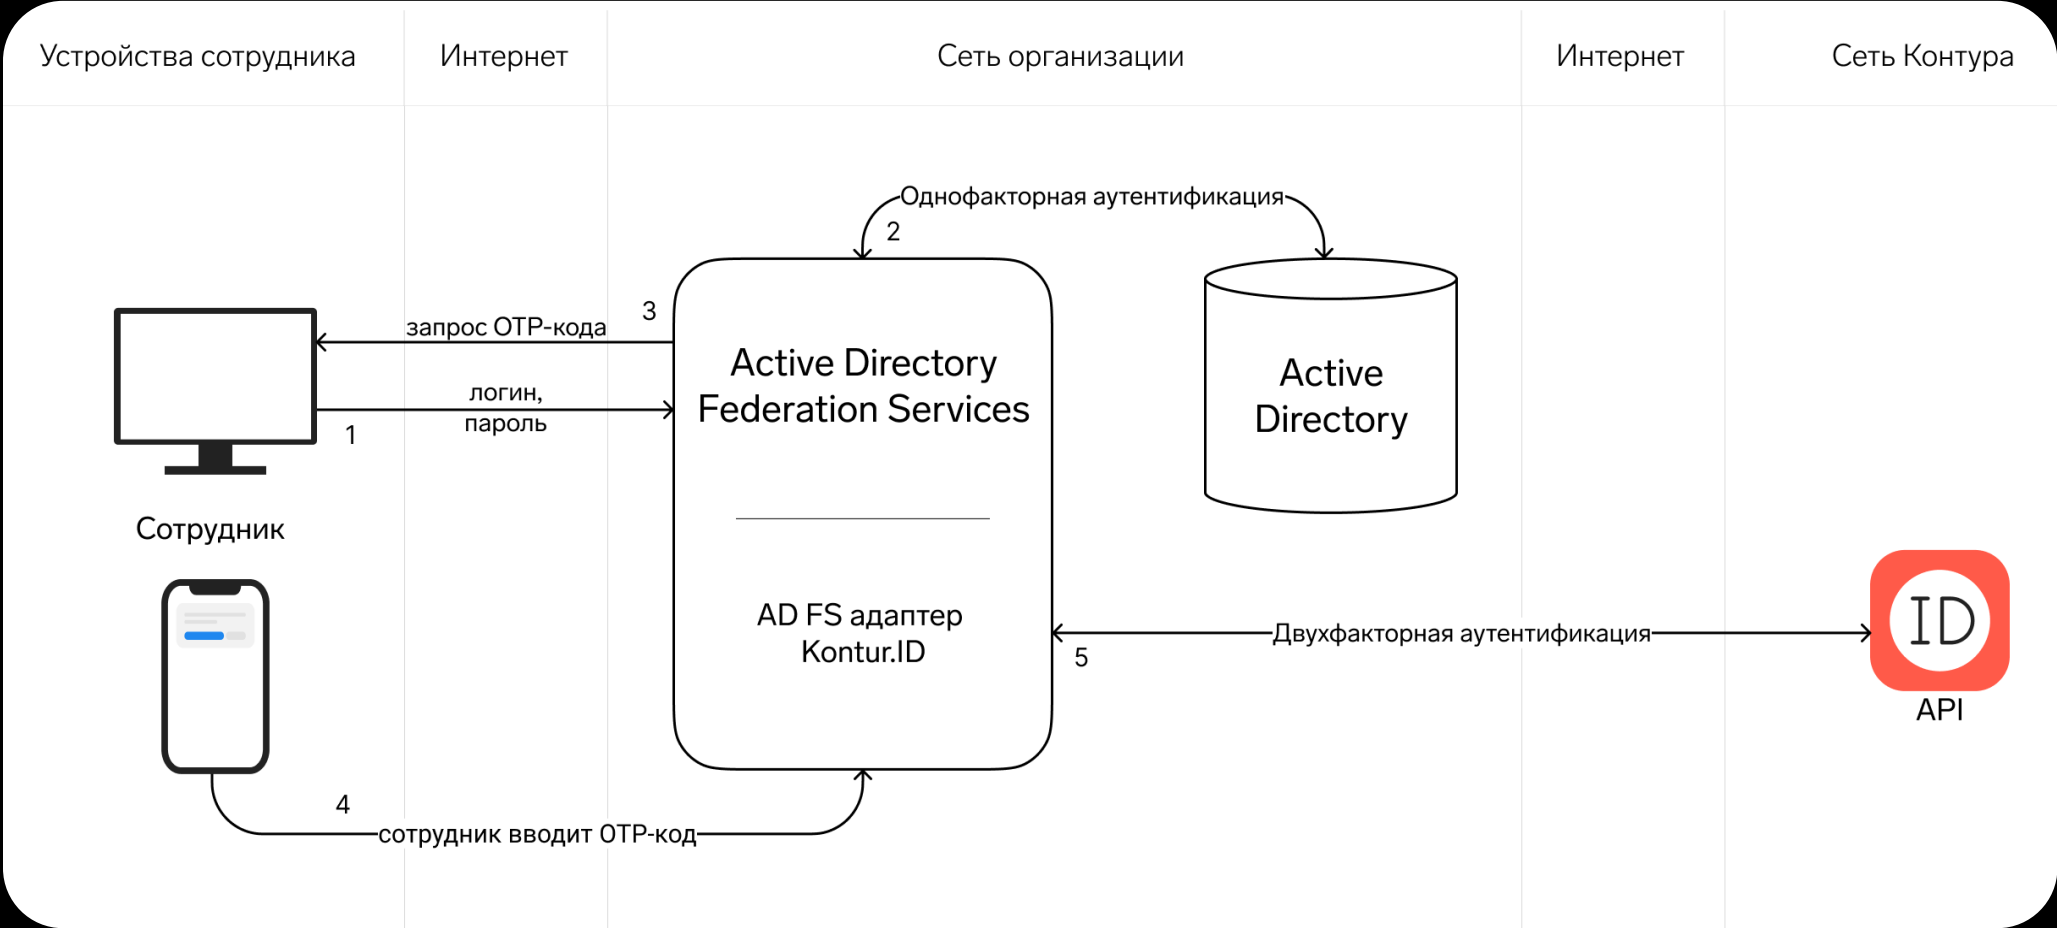 Устройства сотрудника
Интернет
Сеть организации
Интернет
Сеть Контура
Однофакторная аутентификация
2
3
запрос OTP-кода
логин,
пароль
1
Active Directory
Federation Services
Active
Directory
Сотрудник
AD FS адаптер
Kontur.ID
Двухфакторная аутентификация
5
ID
API
4
сотрудник вводит OTP-код